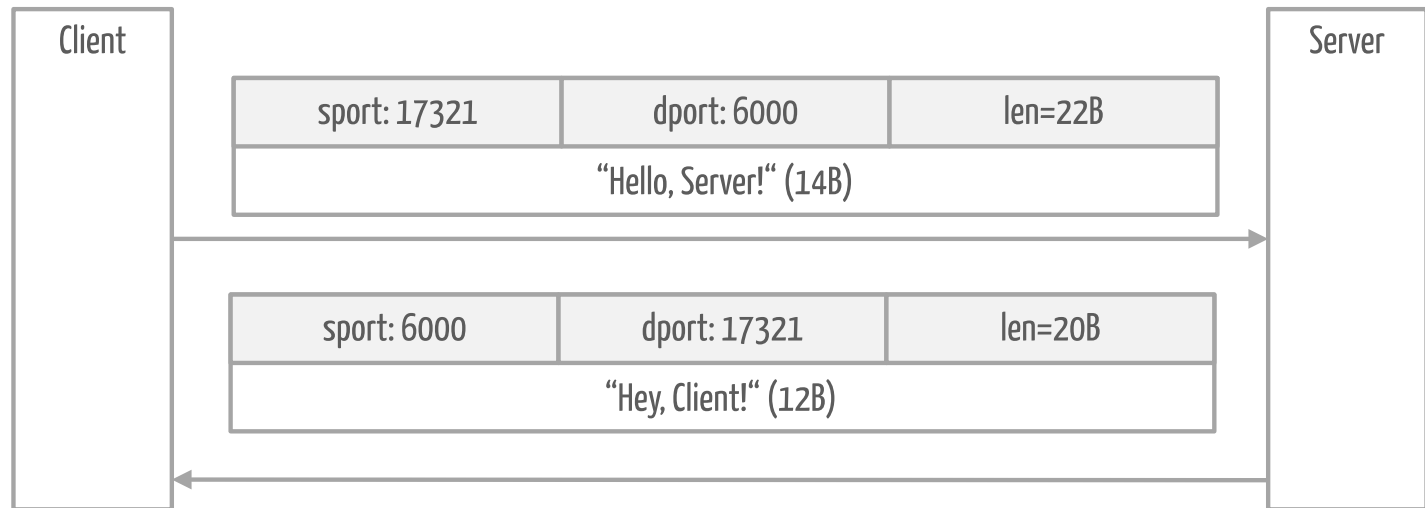 Client
Server
sport: 17321
dport: 6000
len=22B
“Hello, Server!“ (14B)
sport: 6000
dport: 17321
len=20B
“Hey, Client!“ (12B)